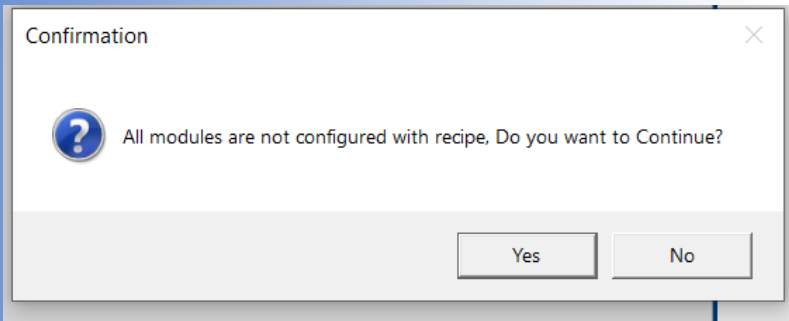 Confirmation
All modules are not configured with recipe, Do you want to Continue?
Yes
No